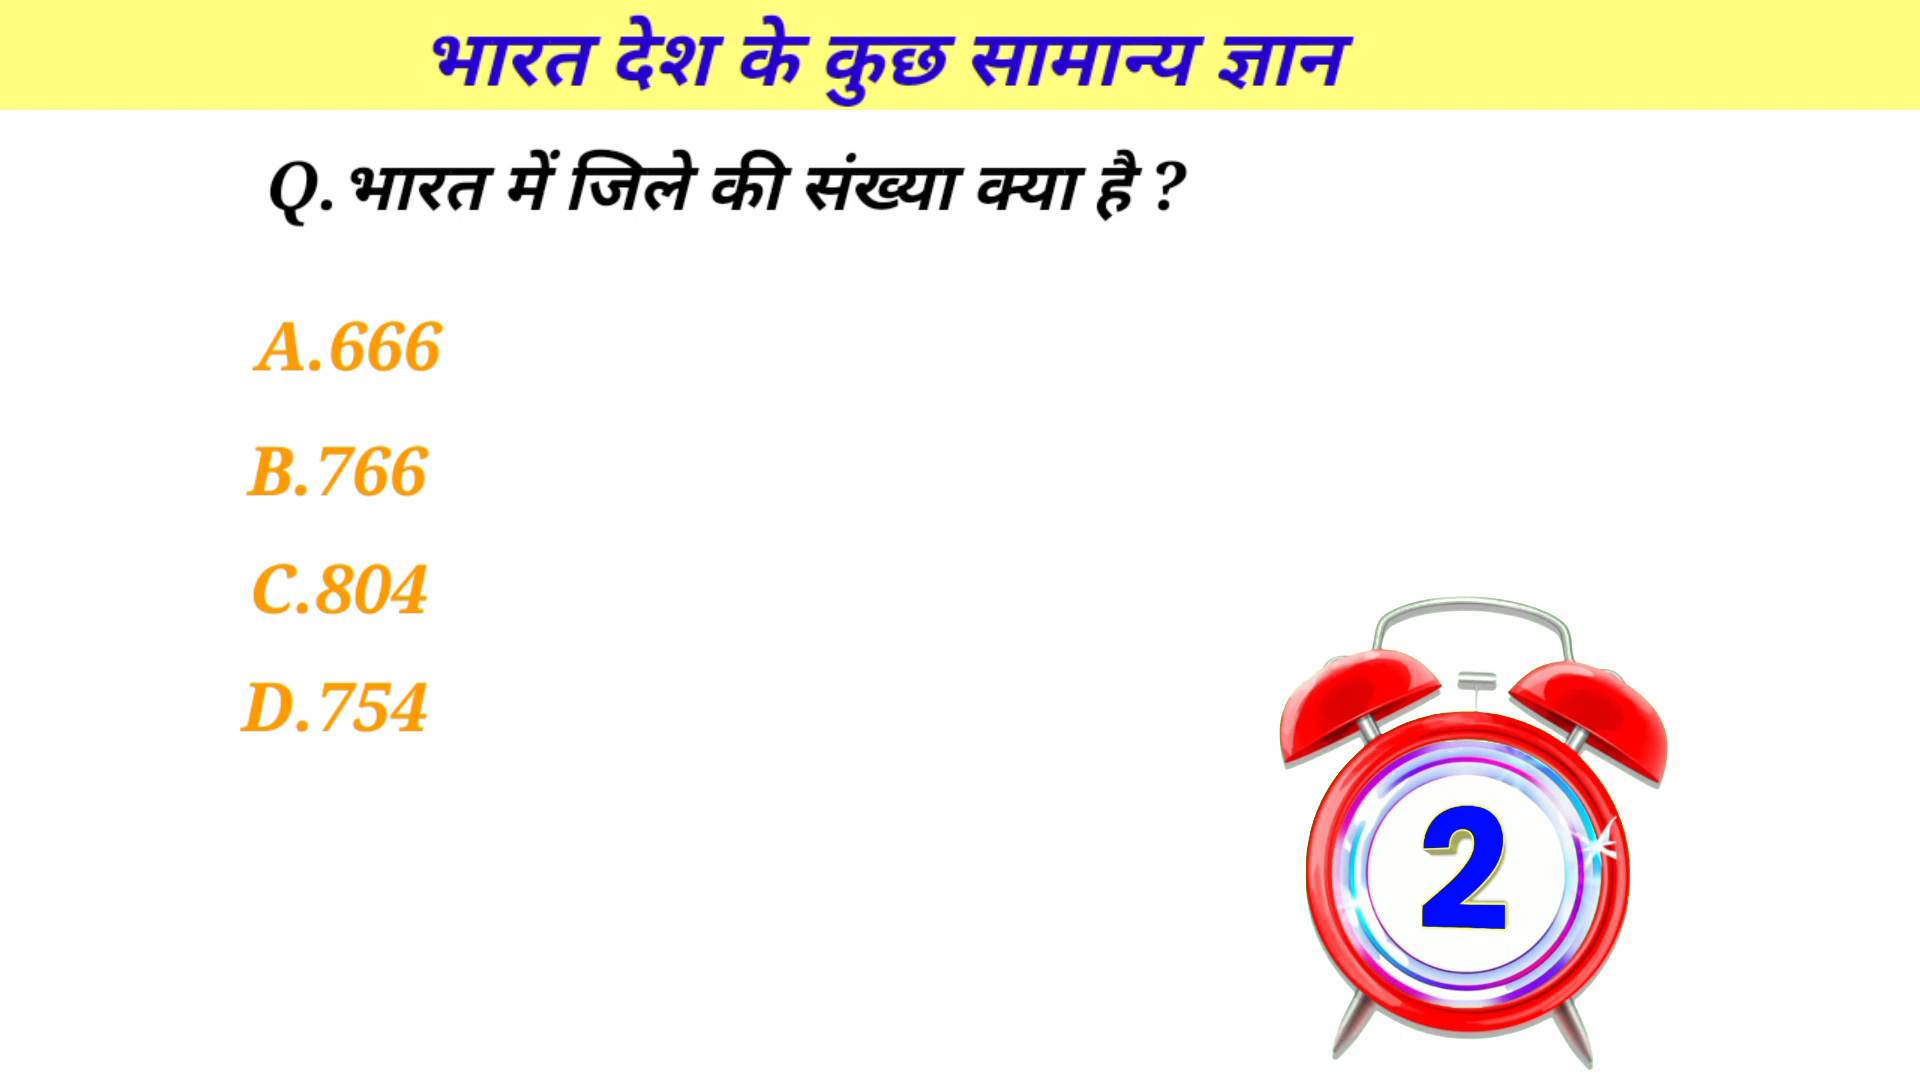 भारत देश के कुछ सामान्य ज्ञान
Q. भारत में जिले की संख्या क्या है ?
A.666
B.766
C.804
D.754
2